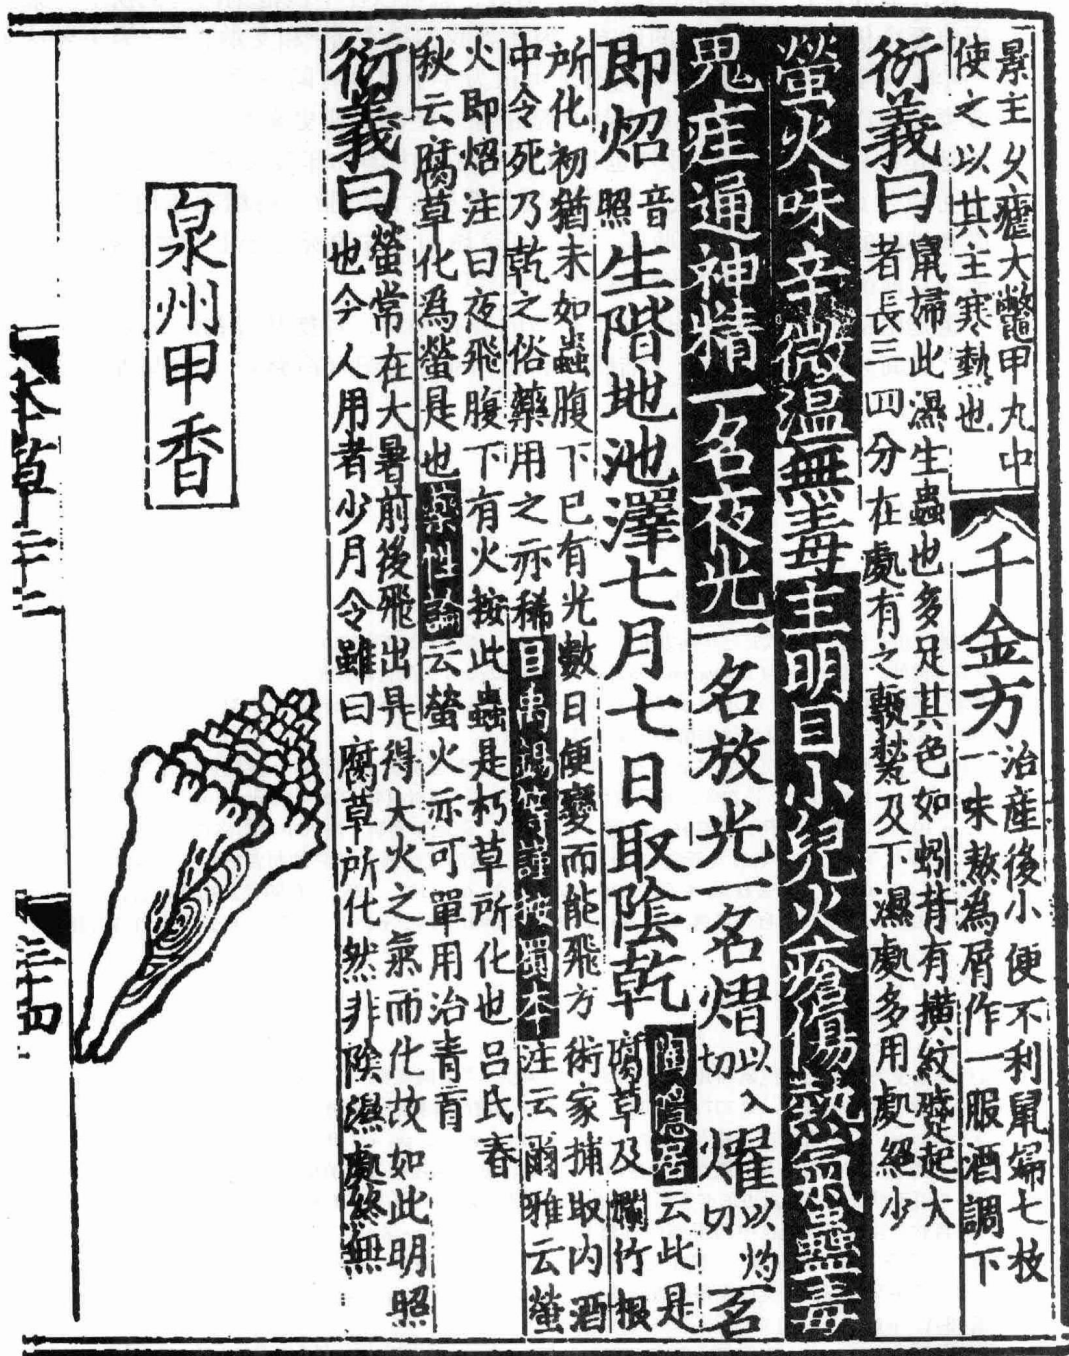 景主久瘧大鱉甲丸中
使之以其主寒熱也
千金方
治産後小便不利鼠婦七枝
一味熬為屑作一服酒調下
衍義曰
鼠婦此濕生蟲也多足其色如蚓背有橫紋蹙起大
者長三四分在處有之甎甃及下濕處多用處絕少
螢火味辛微溫無毒主明目小兒火瘡傷熱氣蠱毒
鬼疰通神精一名夜光一名放光一名熠以入切燿以灼切一名
即炤音照生階地池澤七月七日取陰乾
陶隱居云此是
腐草及爛竹根
所化初猶未如蟲腹下已有光數日便變而能飛方術家捕取内酒
中令死乃乾之俗藥用之亦稀臣禹錫等謹按蜀本注云爾雅云螢
火即炤注曰夜飛腹下有火按此蟲是朽草所化也吕氏春
秋云腐草化爲螢是也藥性論云螢火亦可單用治青盲
衍義曰
螢常在大暑前後飛出是得大火之氣而化故如此明照
也今人用者少月令雖曰腐草所化然非陰濕處終無
泉州甲香
本草二十二
三十四